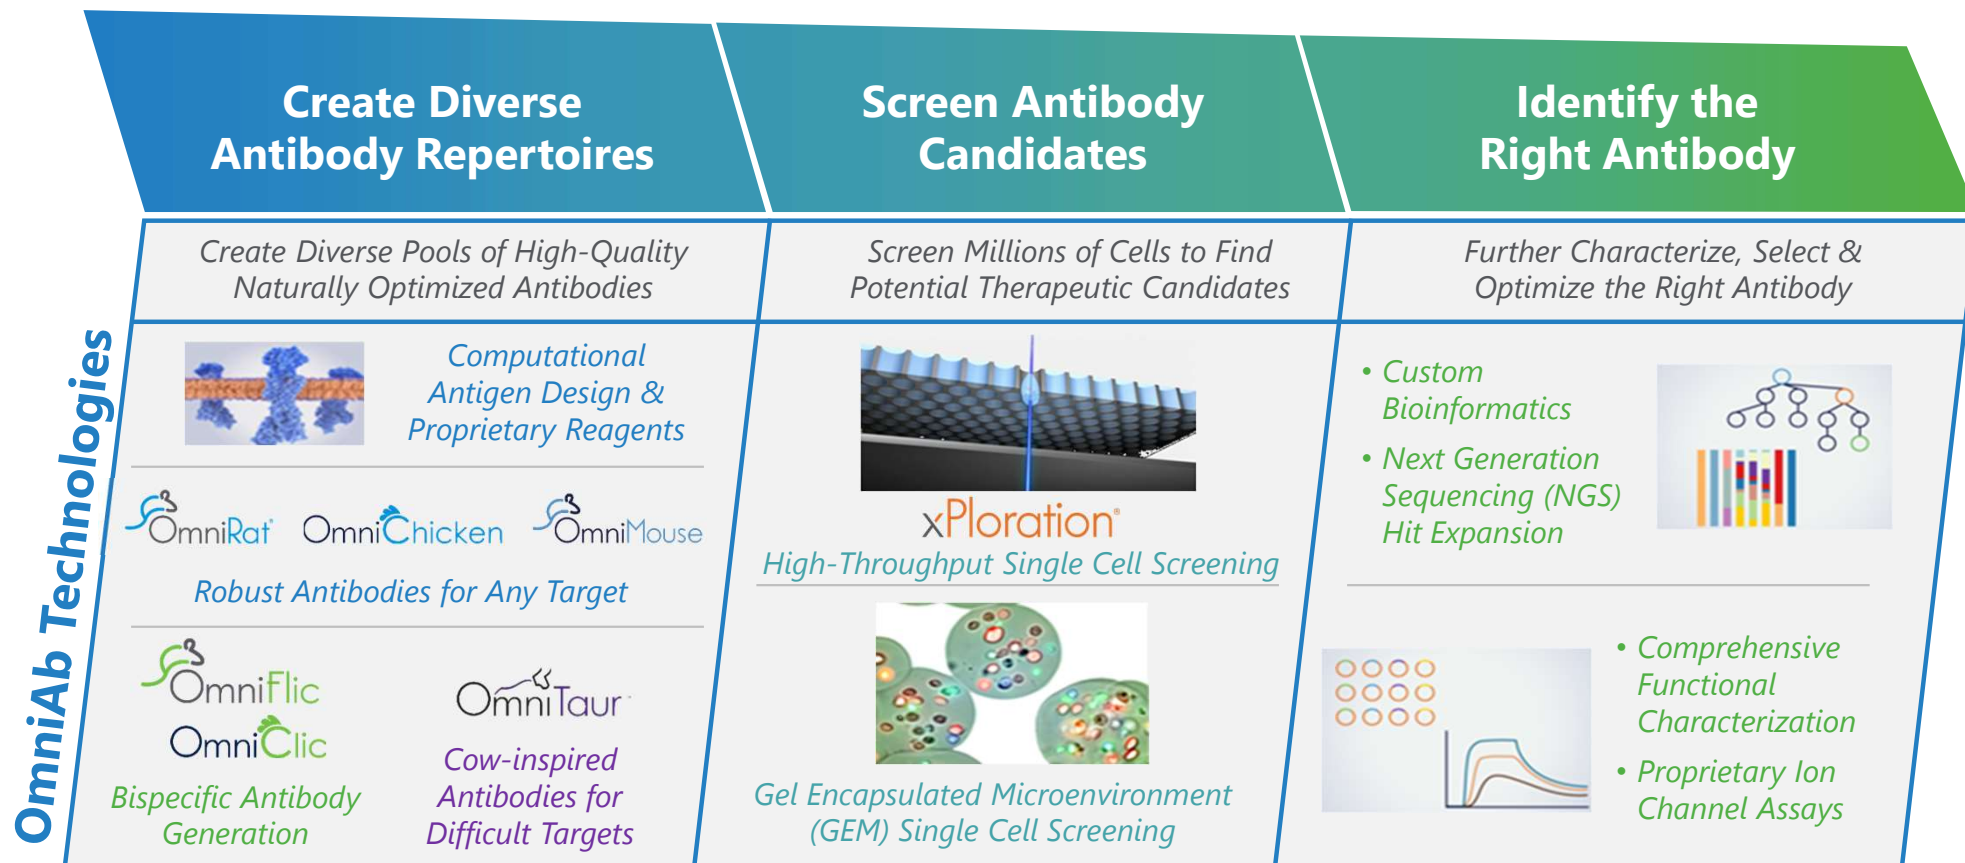 Create Diverse
Antibody Repertoires
Screen Antibody
Candidates
Identify the
Right Antibody
Create Diverse Pools of High-Quality
Naturally Optimized Antibodies
Screen Millions of Cells to Find
Potential Therapeutic Candidates
Further Characterize, Select &
Optimize the Right Antibody
OmniAb Technologies
Computational
Antigen Design &
Proprietary Reagents
OmniRat®
OmniChicken
OmniMouse
Robust Antibodies for Any Target
OmniFlic
OmniClic
Bispecific Antibody
Generation
OmniTaur
Cow-inspired
Antibodies for
Difficult Targets
xPloration®
High-Throughput Single Cell Screening
Gel Encapsulated Microenvironment
(GEM) Single Cell Screening
• Custom
Bioinformatics
• Next Generation
Sequencing (NGS)
Hit Expansion
• Comprehensive
Functional
Characterization
• Proprietary Ion
Channel Assays